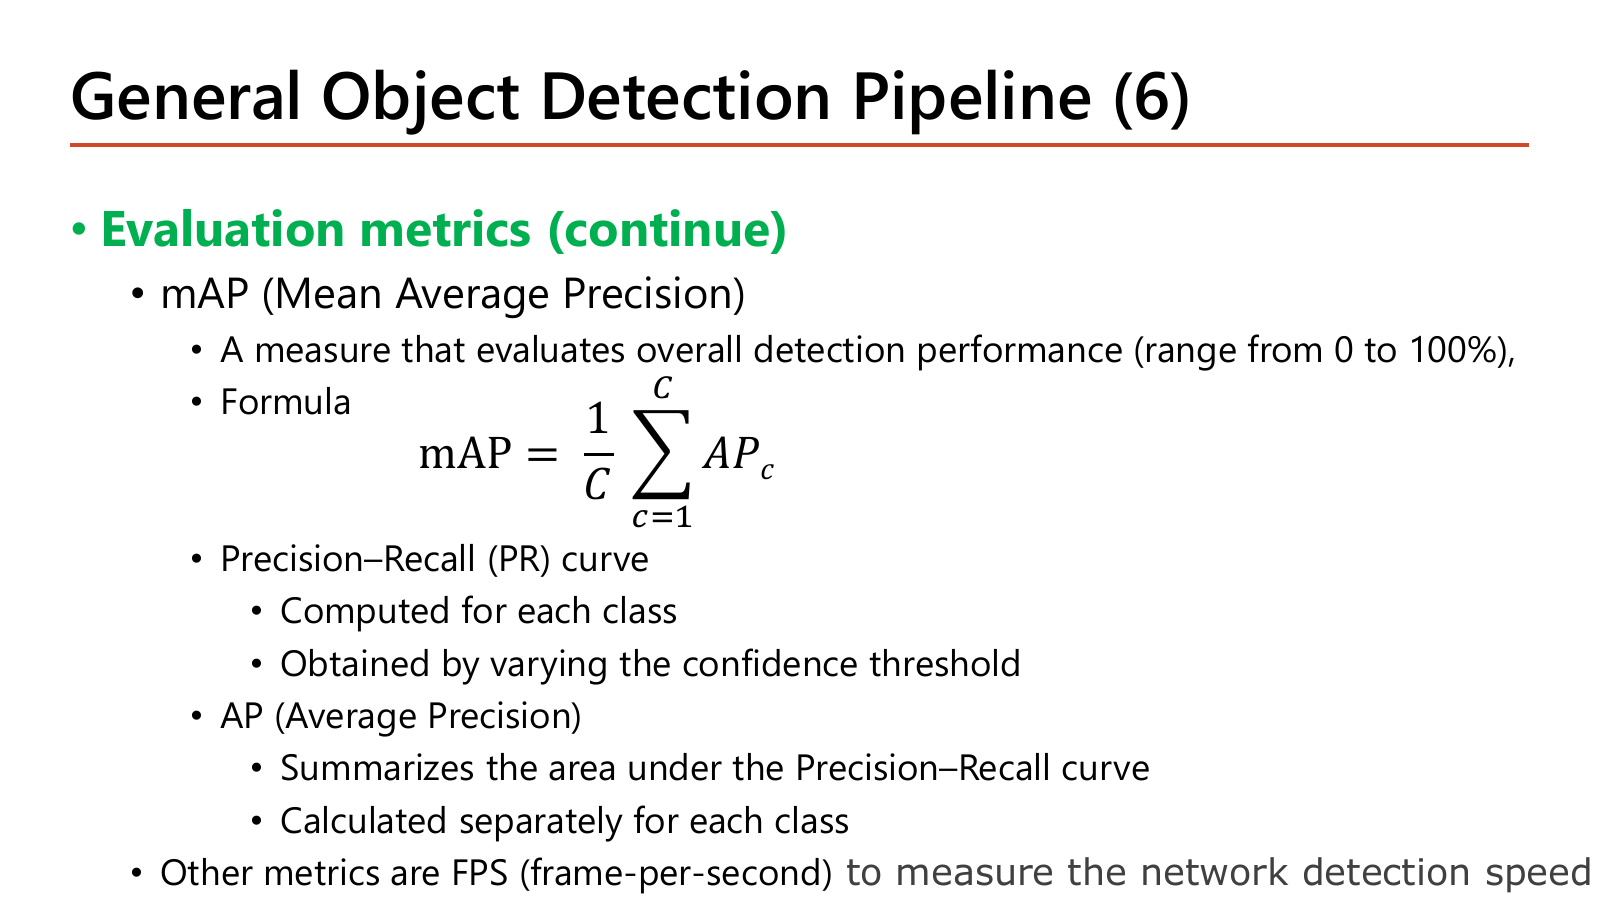 General Object Detection Pipeline (6)
• Evaluation metrics (continue)
• mAP (Mean Average Precision)
• A measure that evaluates overall detection performance (range from 0 to 100%),
• Formula
mAP = \frac{1}{C} \sum_{c=1}^{C} AP_c
• Precision–Recall (PR) curve
• Computed for each class
• Obtained by varying the confidence threshold
• AP (Average Precision)
• Summarizes the area under the Precision–Recall curve
• Calculated separately for each class
• Other metrics are FPS (frame-per-second) to measure the network detection speed